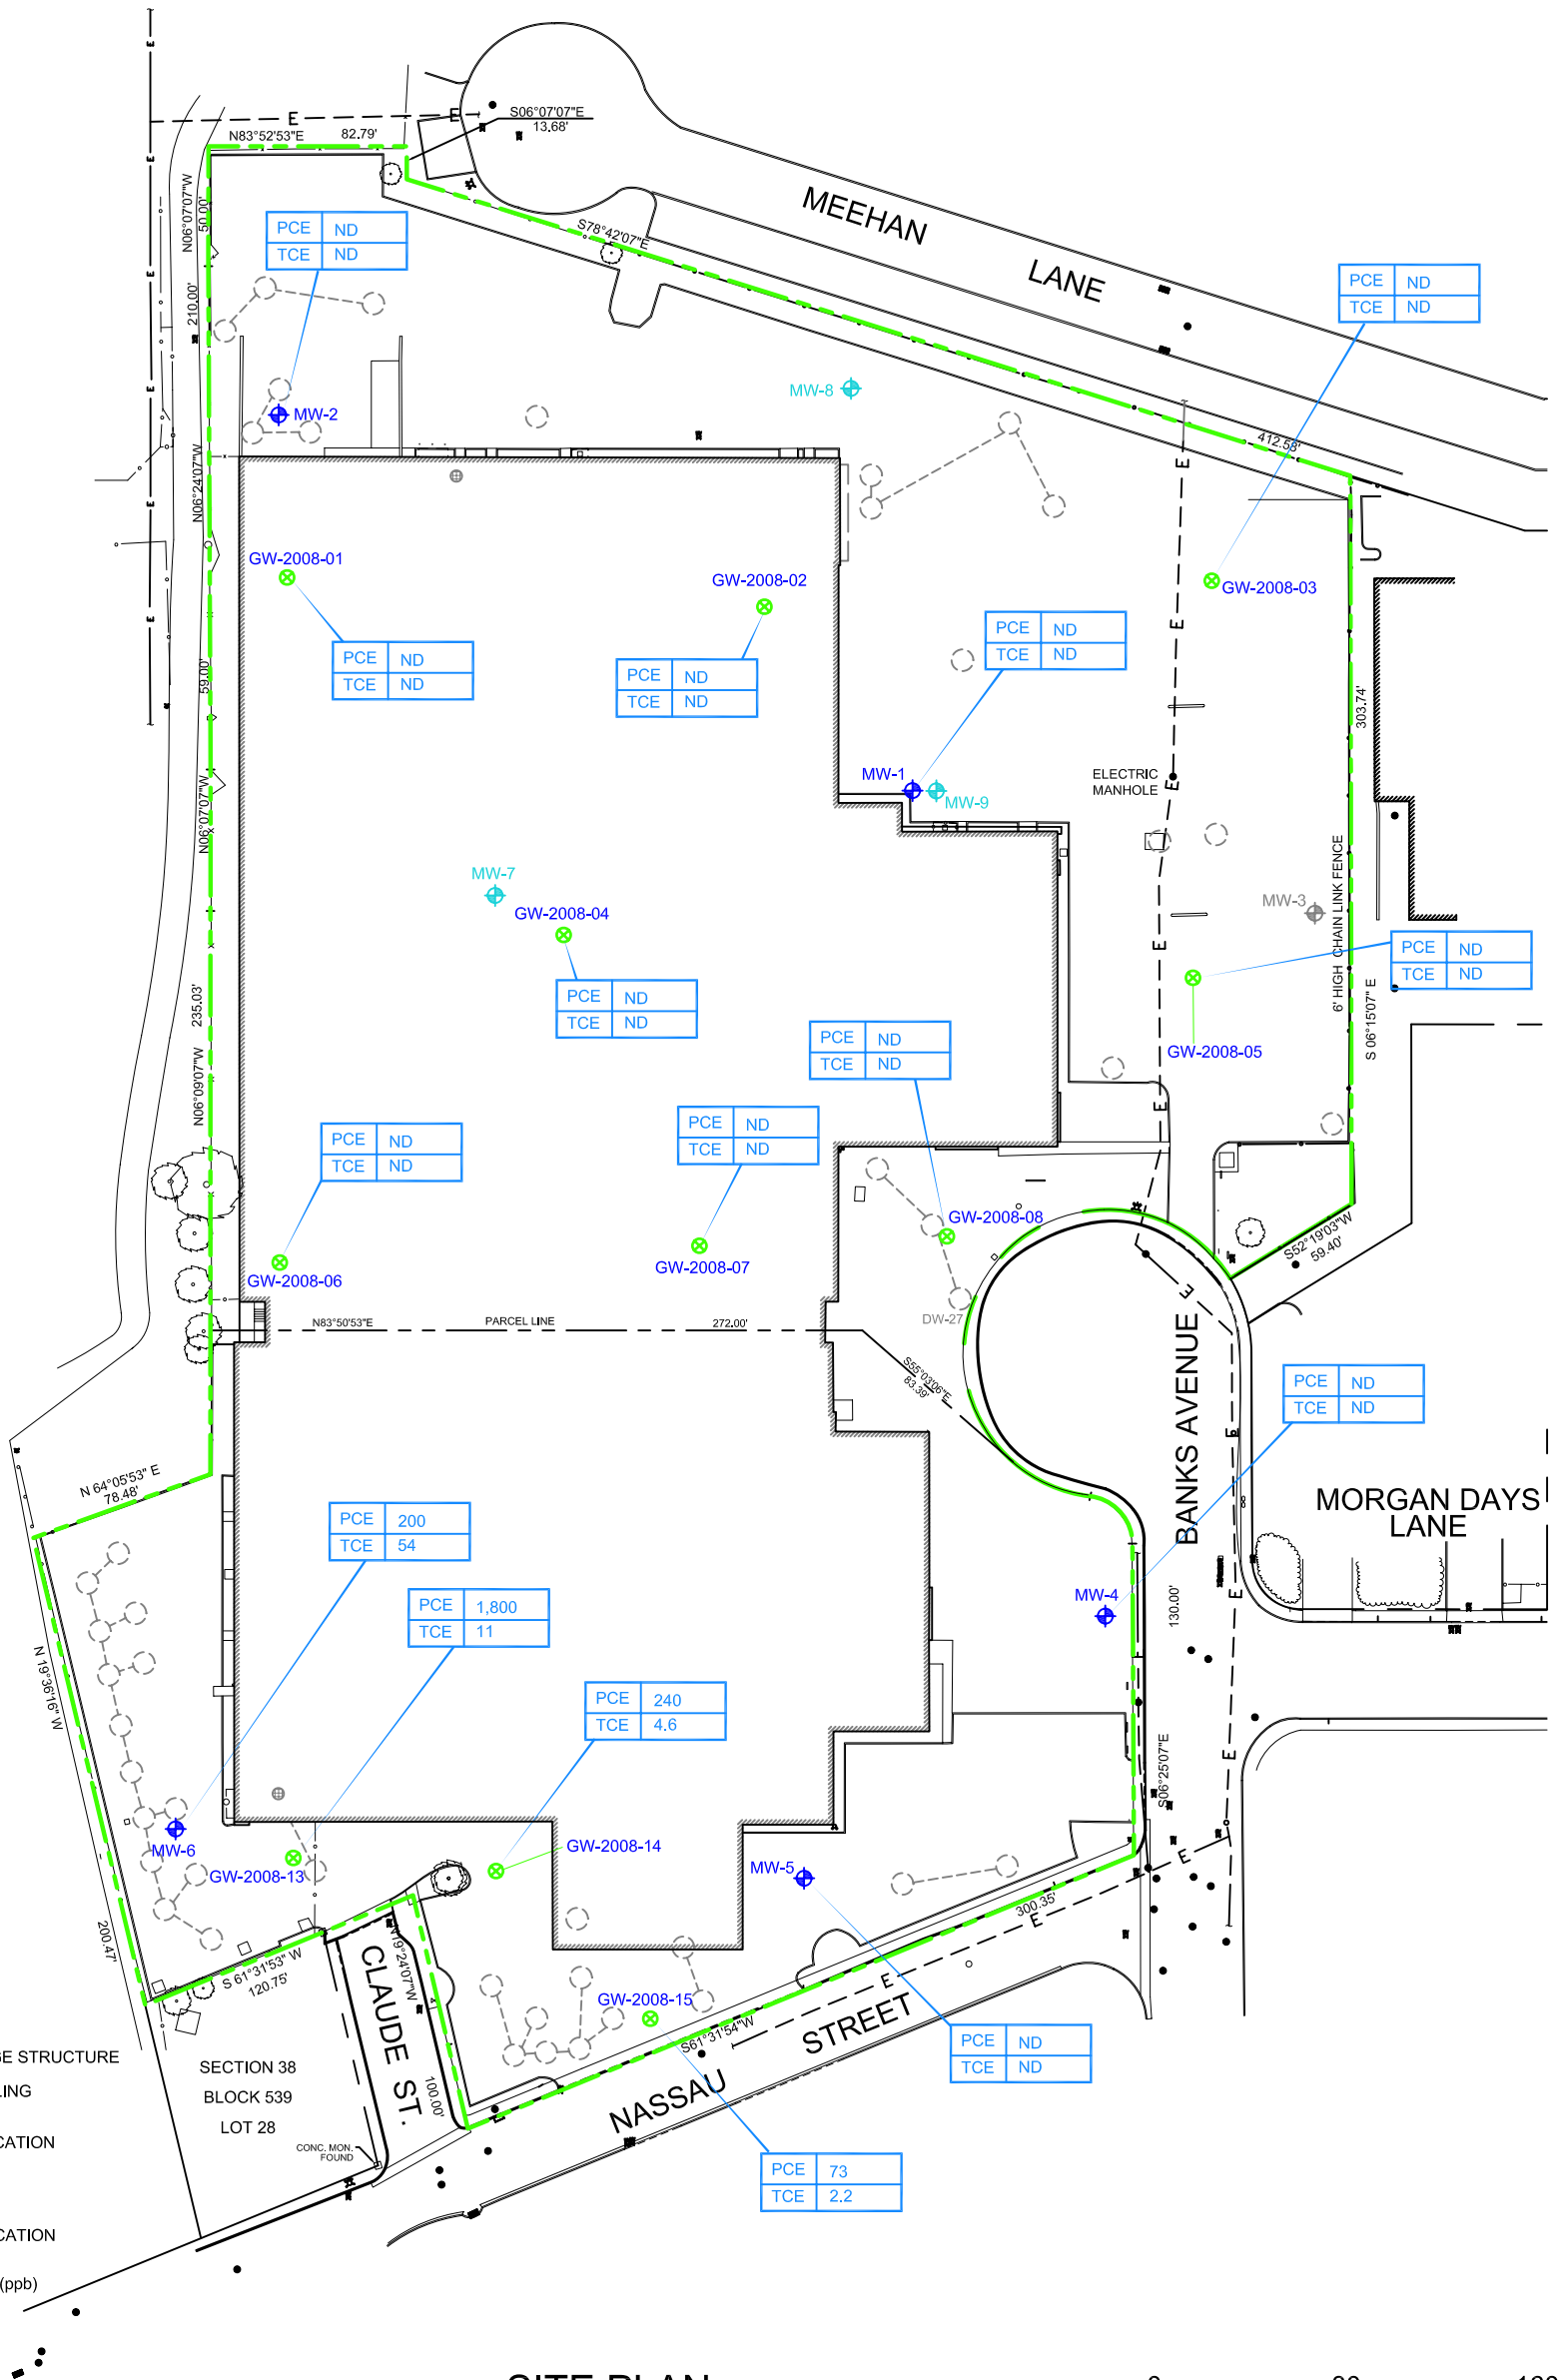 S06°07'07"E
13.68'
N83°52'53"E 82.79'
E
E
N06°07'07"W
50.00'
MEEHAN
LANE
S78°42'07"E
412.58'
210.00'
PCE ND
TCE ND
PCE ND
TCE ND
MW-8
MW-2
N06°24'07"W
E
GW-2008-01
GW-2008-02
GW-2008-03
PCE ND
TCE ND
PCE ND
TCE ND
PCE ND
TCE ND
E
59.00'
303.74'
MW-1
MW-9
ELECTRIC
MANHOLE
E
N06°07'07"W
MW-7
GW-2008-04
MW-3
6' HIGH CHAIN LINK FENCE
PCE ND
TCE ND
E
235.03'
PCE ND
TCE ND
S 06°15'07" E
GW-2008-05
PCE ND
TCE ND
N06°09'07"W
E
PCE ND
TCE ND
PCE ND
TCE ND
GW-2008-08
GW-2008-06
GW-2008-07
S52°19'03"W
59.40'
E
DW-27
N83°50'53"E PARCEL LINE 272.00'
S55°03'06"E
83.39'
BANKS AVENUE
PCE ND
TCE ND
E
N 64°05'53" E
78.48'
MORGAN DAYS
LANE
PCE 200
TCE 54
PCE 1,800
TCE 11
MW-4
130.00'
E
N 19°36'16" W
PCE 240
TCE 4.6
S06°25'07"E
E
MW-6
GW-2008-13
GW-2008-14
MW-5
E
200.47'
S 61°31'53" W
120.75'
N19°24'07"W
CLAUDE ST.
100.00'
300.35'
E
E
GW-2008-15
S61°31'54"W
NASSAU
STREET
PCE ND
TCE ND
GE STRUCTURE
SECTION 38
BLOCK 539
LOT 28
LING
CATION
CONC. MON.
FOUND
PCE 73
TCE 2.2
CATION
(ppb)